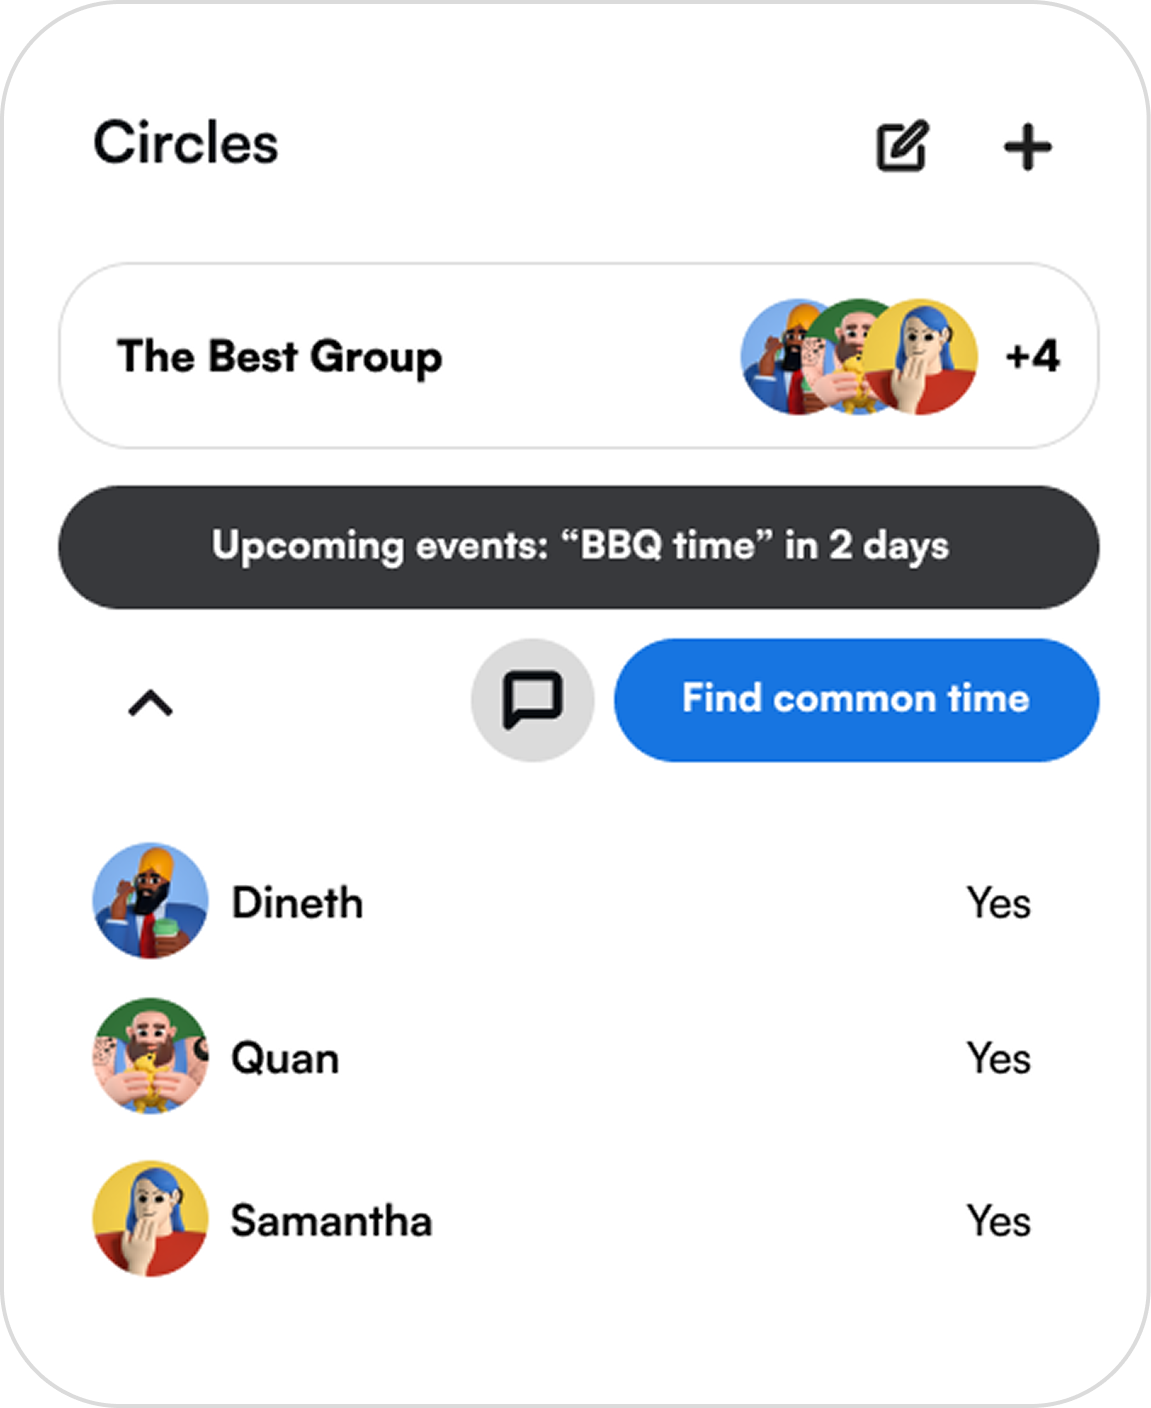 Circles
The Best Group +4
Upcoming events: “BBQ time” in 2 days
Find common time
Dineth Yes
Quan Yes
Samantha Yes